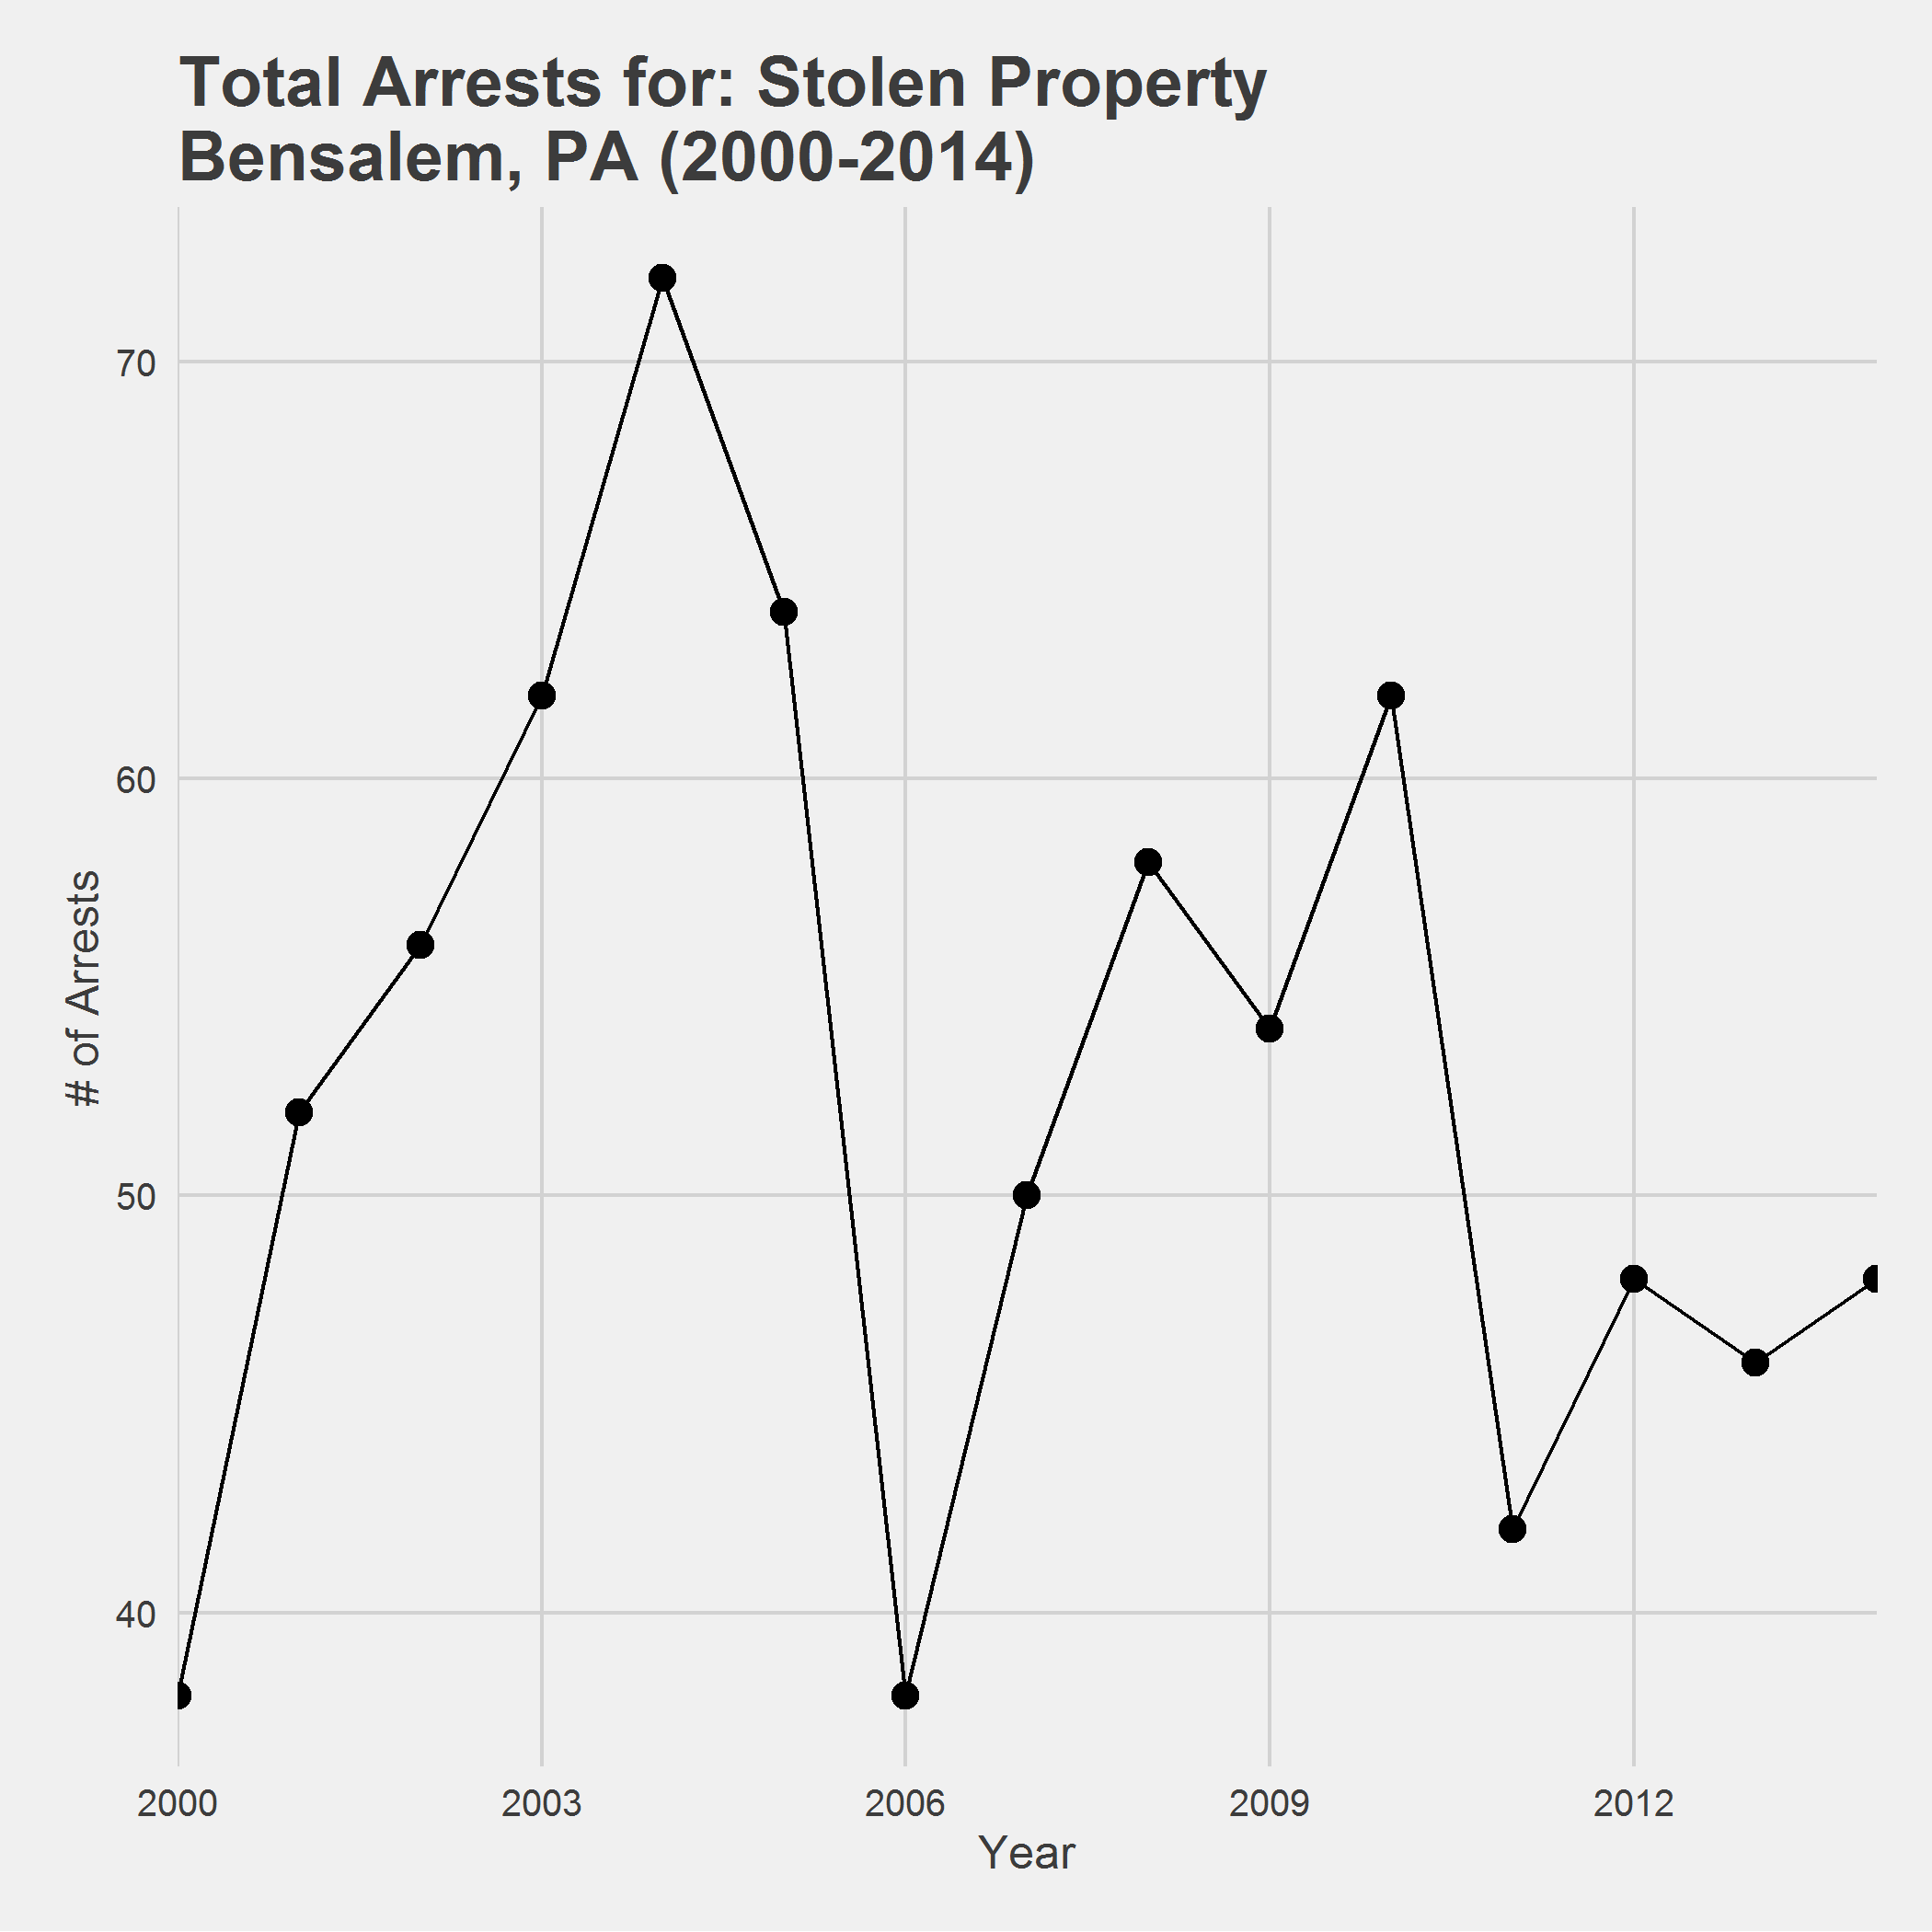 Total Arrests for: Stolen Property
Bensalem, PA (2000-2014)
70
60
50
40
# of Arrests
2000 2003 2006 2009 2012
Year